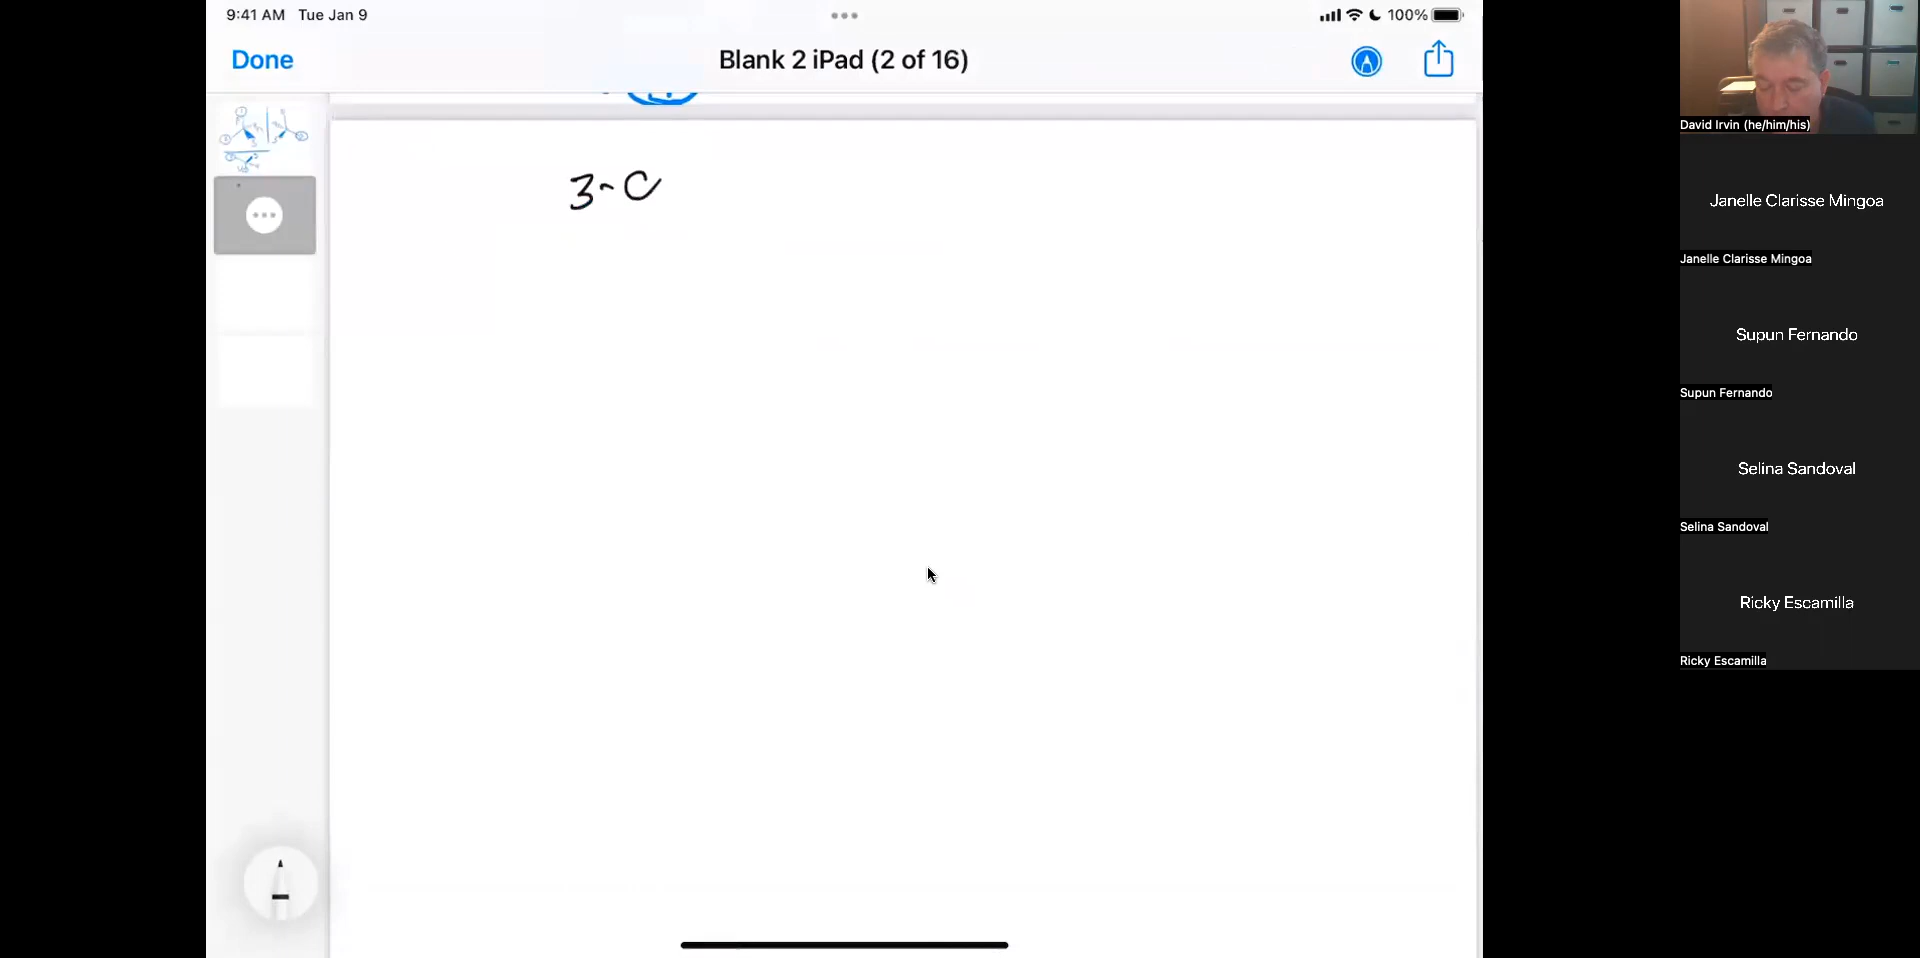 9:41 AM Tue Jan 9
100%
Done
Blank 2 iPad (2 of 16)
3-C
David Irvin (he/him/his)
Janelle Clarisse Mingoa
Janelle Clarisse Mingoa
Supun Fernando
Supun Fernando
Selina Sandoval
Selina Sandoval
Ricky Escamilla
Ricky Escamilla